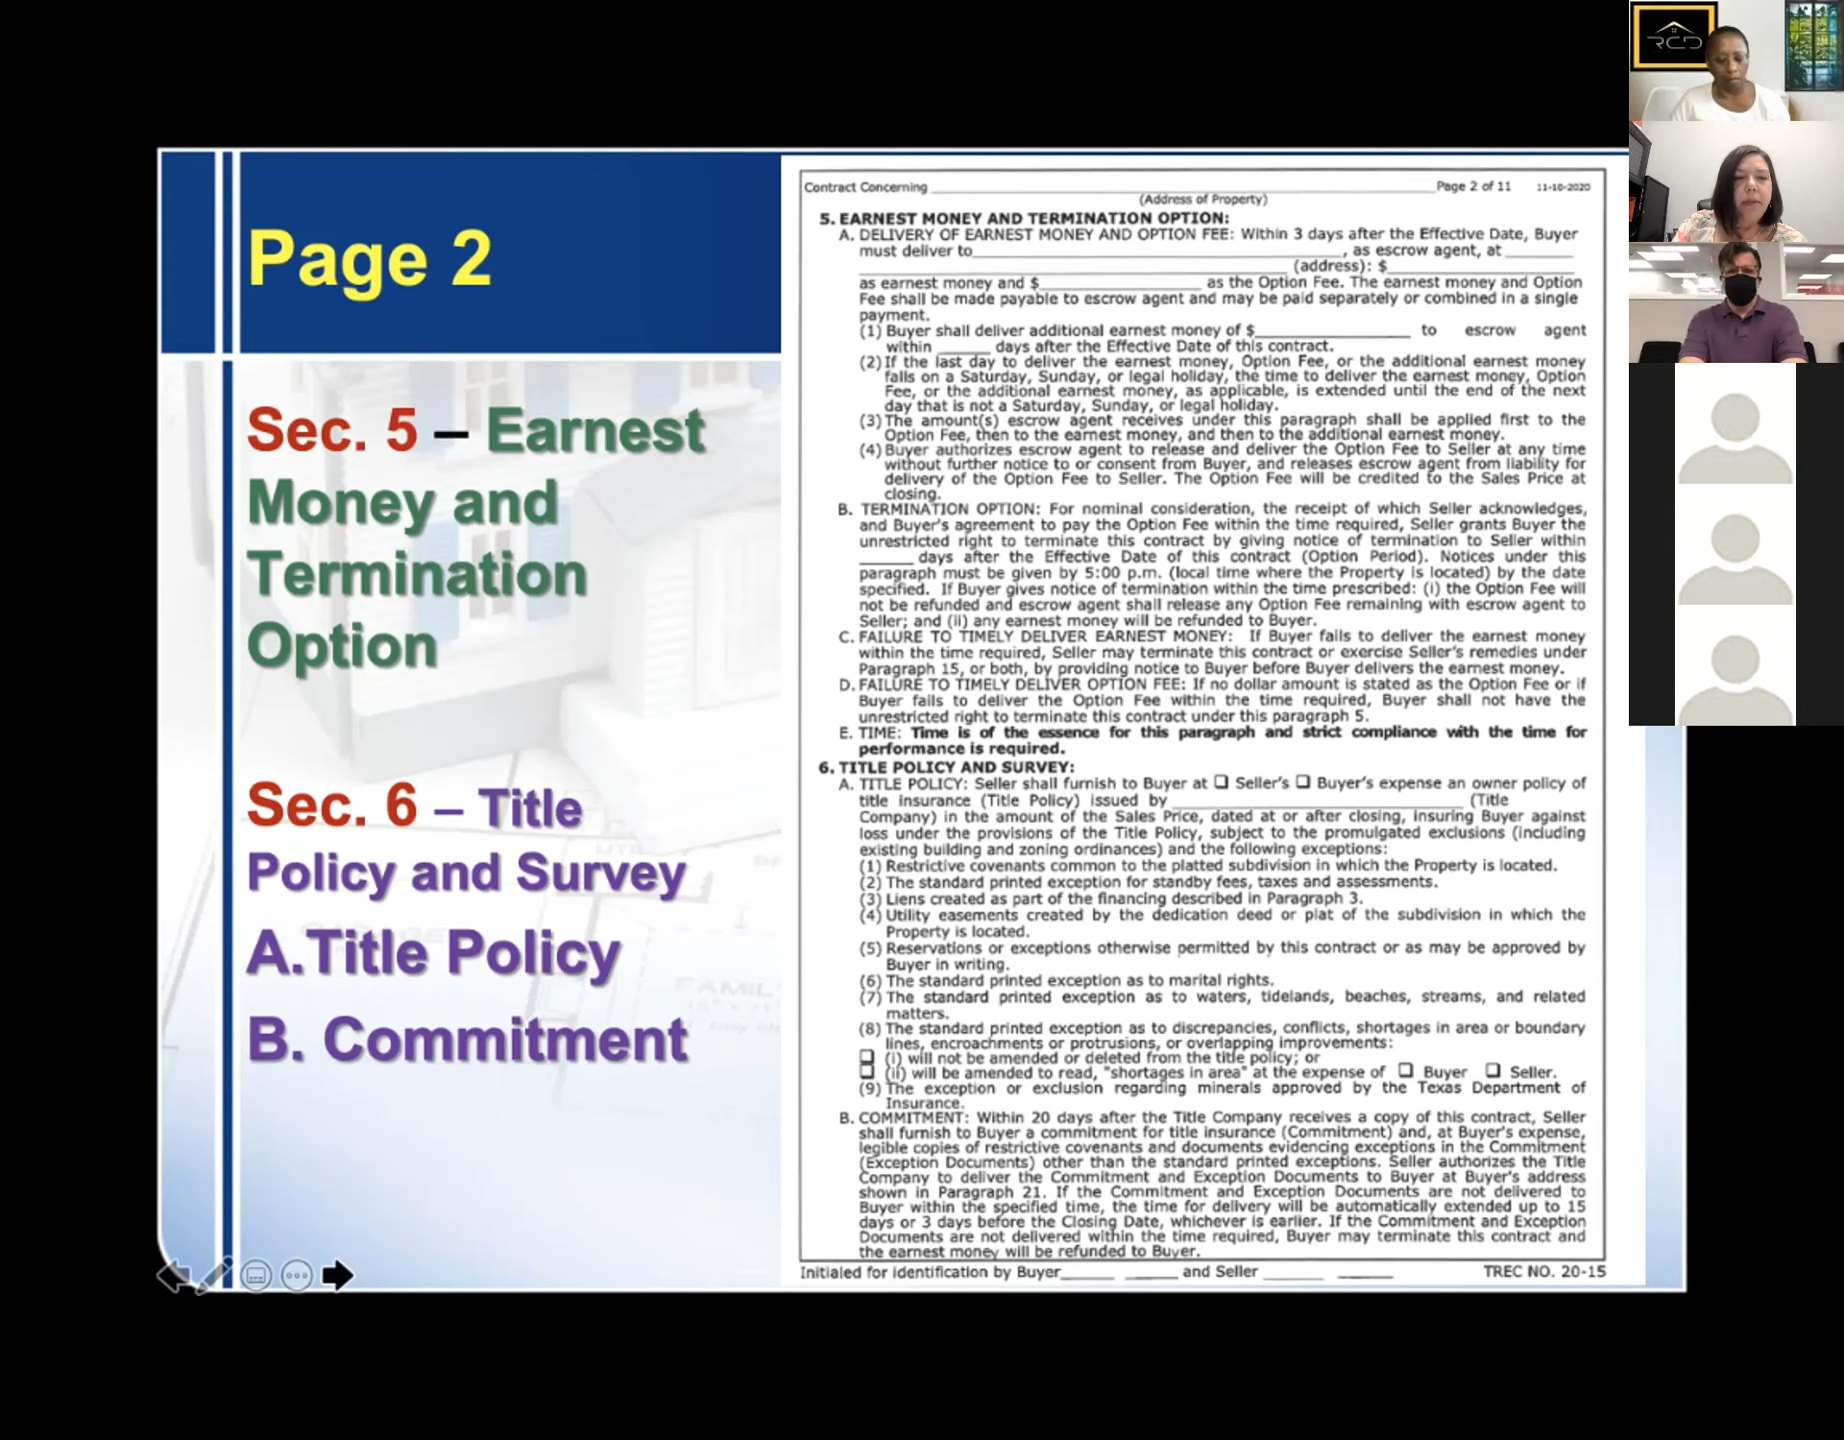 RCD
Page 2
Sec. 5 – Earnest
Money and
Termination
Option
Sec. 6 – Title
Policy and Survey
A.Title Policy
B. Commitment
Contract Concerning ____ Page 2 of 11 11-10-2020
(Address of Property)
5. EARNEST MONEY AND TERMINATION OPTION:
A. DELIVERY OF EARNEST MONEY AND OPTION FEE: Within 3 days after the Effective Date, Buyer
must deliver to____, as escrow agent, at ____
____ (address): $____
as earnest money and $____ as the Option Fee. The earnest money and Option
Fee shall be made payable to escrow agent and may be paid separately or combined in a single
payment.
(1) Buyer shall deliver additional earnest money of $____ to escrow agent
within ____ days after the Effective Date of this contract.
(2) If the last day to deliver the earnest money, Option Fee, or the additional earnest money
falls on a Saturday, Sunday, or legal holiday, the time to deliver the earnest money, Option
Fee, or the additional earnest money, as applicable, is extended until the end of the next
day that is not a Saturday, Sunday, or legal holiday.
(3) The amount(s) escrow agent receives under this paragraph shall be applied first to the
Option Fee, then to the earnest money, and then to the additional earnest money.
(4) Buyer authorizes escrow agent to release and deliver the Option Fee to Seller at any time
without further notice to or consent from Buyer, and releases escrow agent from liability for
delivery of the Option Fee to Seller. The Option Fee will be credited to the Sales Price at
closing.
B. TERMINATION OPTION: For nominal consideration, the receipt of which Seller acknowledges,
and Buyer's agreement to pay the Option Fee within the time required, Seller grants Buyer the
unrestricted right to terminate this contract by giving notice of termination to Seller within
____ days after the Effective Date of this contract (Option Period). Notices under this
paragraph must be given by 5:00 p.m. (local time where the Property is located) by the date
specified. If Buyer gives notice of termination within the time prescribed: (i) the Option Fee will
not be refunded and escrow agent shall release any Option Fee remaining with escrow agent to
Seller; and (ii) any earnest money will be refunded to Buyer.
C. FAILURE TO TIMELY DELIVER EARNEST MONEY: If Buyer fails to deliver the earnest money
within the time required, Seller may terminate this contract or exercise Seller's remedies under
Paragraph 15, or both, by providing notice to Buyer before Buyer delivers the earnest money.
D. FAILURE TO TIMELY DELIVER OPTION FEE: If no dollar amount is stated as the Option Fee or if
Buyer fails to deliver the Option Fee within the time required, Buyer shall not have the
unrestricted right to terminate this contract under this paragraph 5.
E. TIME: Time is of the essence for this paragraph and strict compliance with the time for
performance is required.
6. TITLE POLICY AND SURVEY:
A. TITLE POLICY: Seller shall furnish to Buyer at ❑ Seller's ❑ Buyer's expense an owner policy of
title insurance (Title Policy) issued by ____ (Title
Company) in the amount of the Sales Price, dated at or after closing, insuring Buyer against
loss under the provisions of the Title Policy, subject to the promulgated exclusions (including
existing building and zoning ordinances) and the following exceptions:
(1) Restrictive covenants common to the platted subdivision in which the Property is located.
(2) The standard printed exception for standby fees, taxes and assessments.
(3) Liens created as part of the financing described in Paragraph 3.
(4) Utility easements created by the dedication deed or plat of the subdivision in which the
Property is located.
(5) Reservations or exceptions otherwise permitted by this contract or as may be approved by
Buyer in writing.
(6) The standard printed exception as to marital rights.
(7) The standard printed exception as to waters, tidelands, beaches, streams, and related
matters.
(8) The standard printed exception as to discrepancies, conflicts, shortages in area or boundary
lines, encroachments or protrusions, or overlapping improvements:
❑ (i) will not be amended or deleted from the title policy; or
❑ (ii) will be amended to read, "shortages in area" at the expense of ❑ Buyer ❑ Seller.
(9) The exception or exclusion regarding minerals approved by the Texas Department of
Insurance.
B. COMMITMENT: Within 20 days after the Title Company receives a copy of this contract, Seller
shall furnish to Buyer a commitment for title insurance (Commitment) and, at Buyer's expense,
legible copies of restrictive covenants and documents evidencing exceptions in the Commitment
(Exception Documents) other than the standard printed exceptions. Seller authorizes the Title
Company to deliver the Commitment and Exception Documents to Buyer at Buyer's address
shown in Paragraph 21. If the Commitment and Exception Documents are not delivered to
Buyer within the specified time, the time for delivery will be automatically extended up to 15
days or 3 days before the Closing Date, whichever is earlier. If the Commitment and Exception
Documents are not delivered within the time required, Buyer may terminate this contract and
the earnest money will be refunded to Buyer.
Initialed for identification by Buyer____ ____ and Seller ____ ____ TREC NO. 20-15